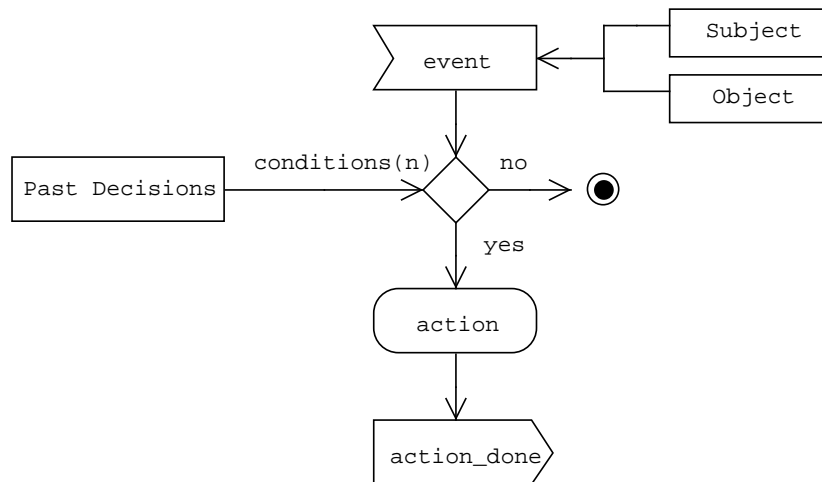 Subject
event
Object
conditions(n)
no
Past Decisions
yes
action
action_done